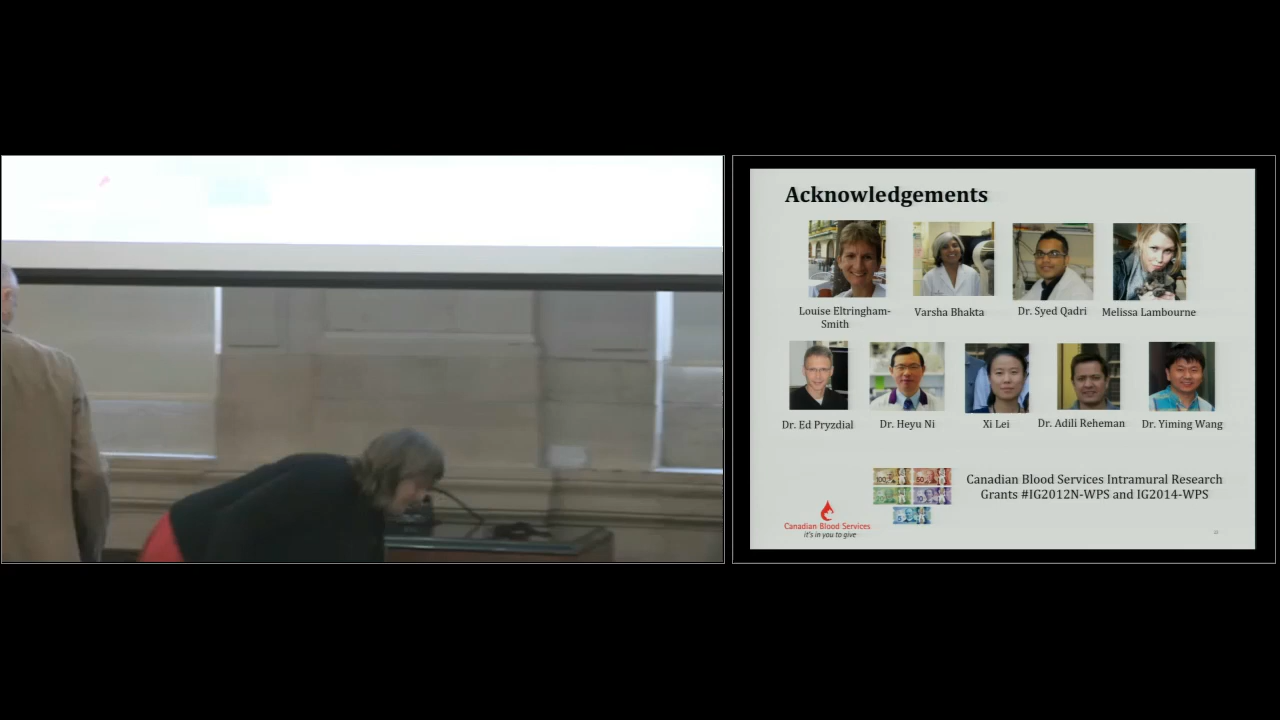 Acknowledgements
Louise Eltringham-
Smith
Varsha Bhakta
Dr. Syed Qadri
Melissa Lambourne
Dr. Ed Pryzdial
Dr. Heyu Ni
Xi Lei
Dr. Adili Reheman
Dr. Yiming Wang
Canadian Blood Services Intramural Research
Grants #IG2012N-WPS and IG2014-WPS
Canadian Blood Services
it's in you to give